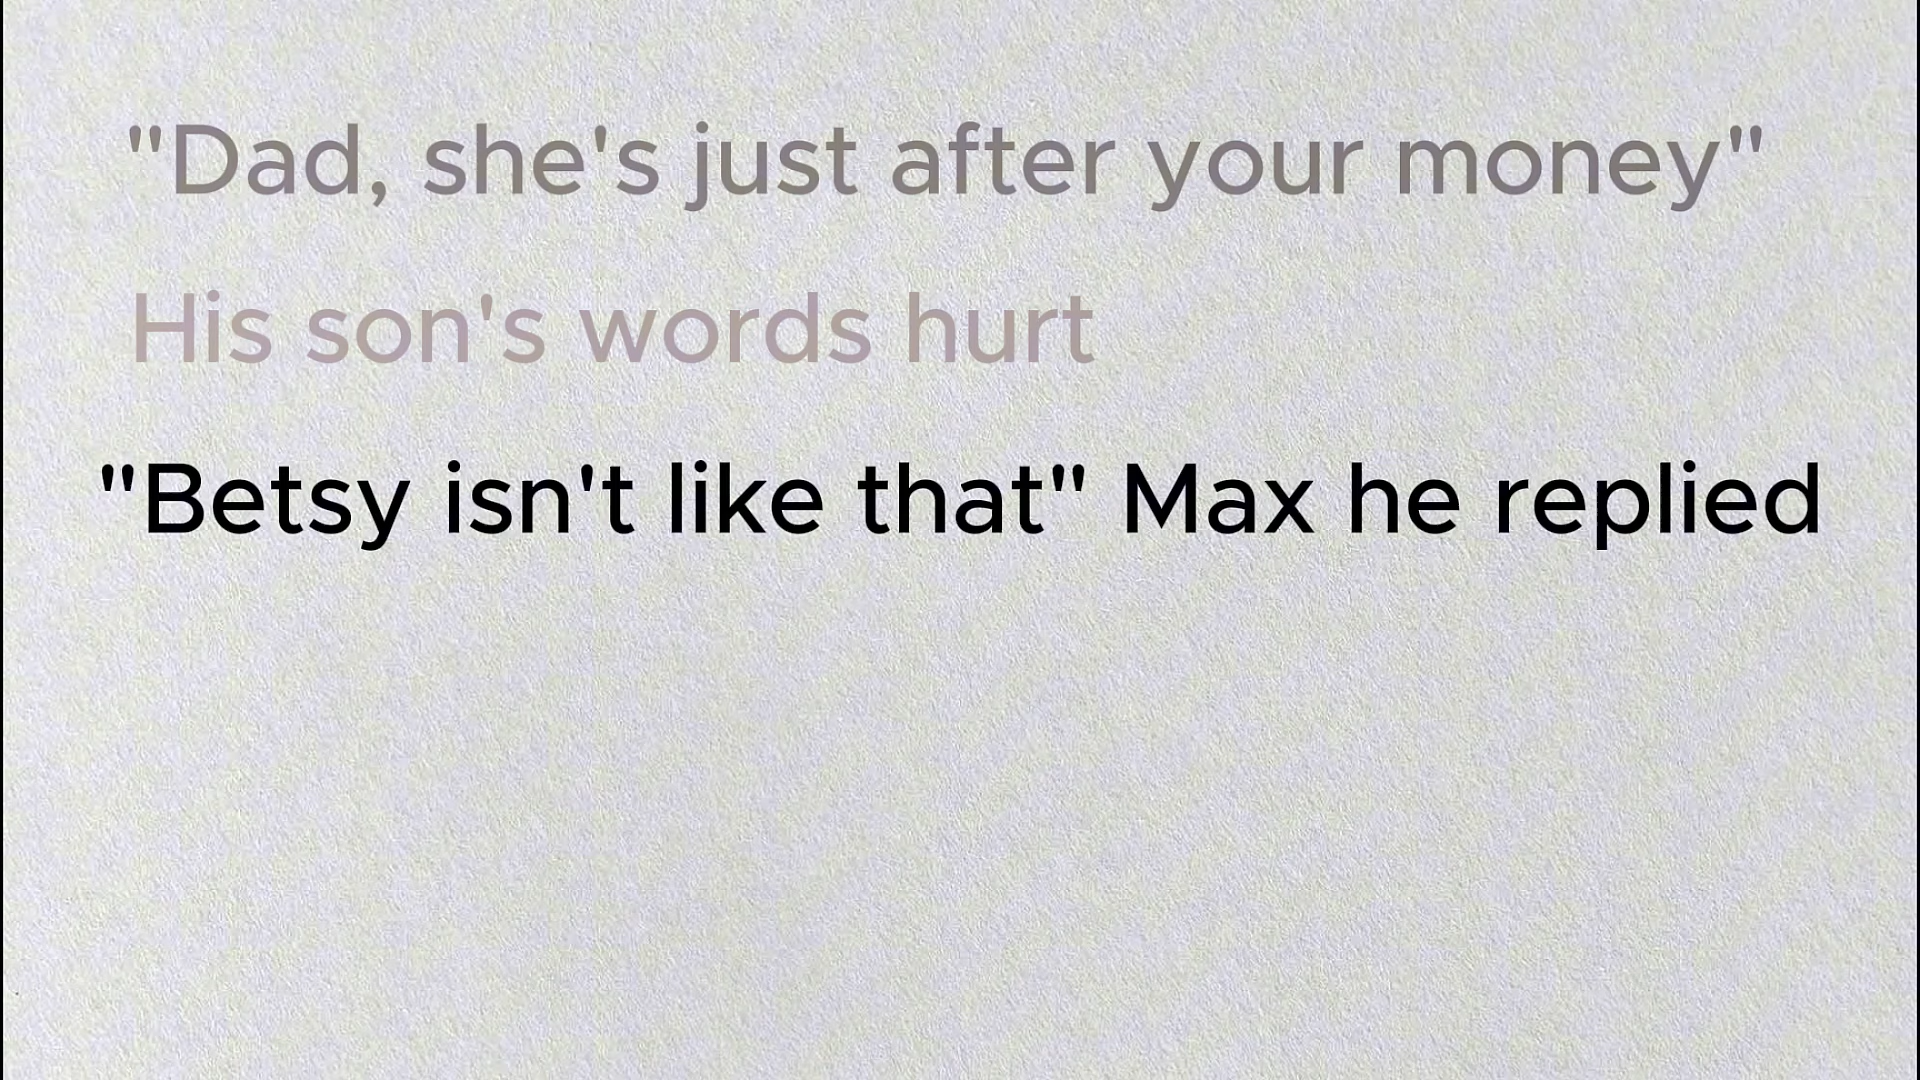 "Dad, she's just after your money"
His son's words hurt
"Betsy isn't like that" Max he replied